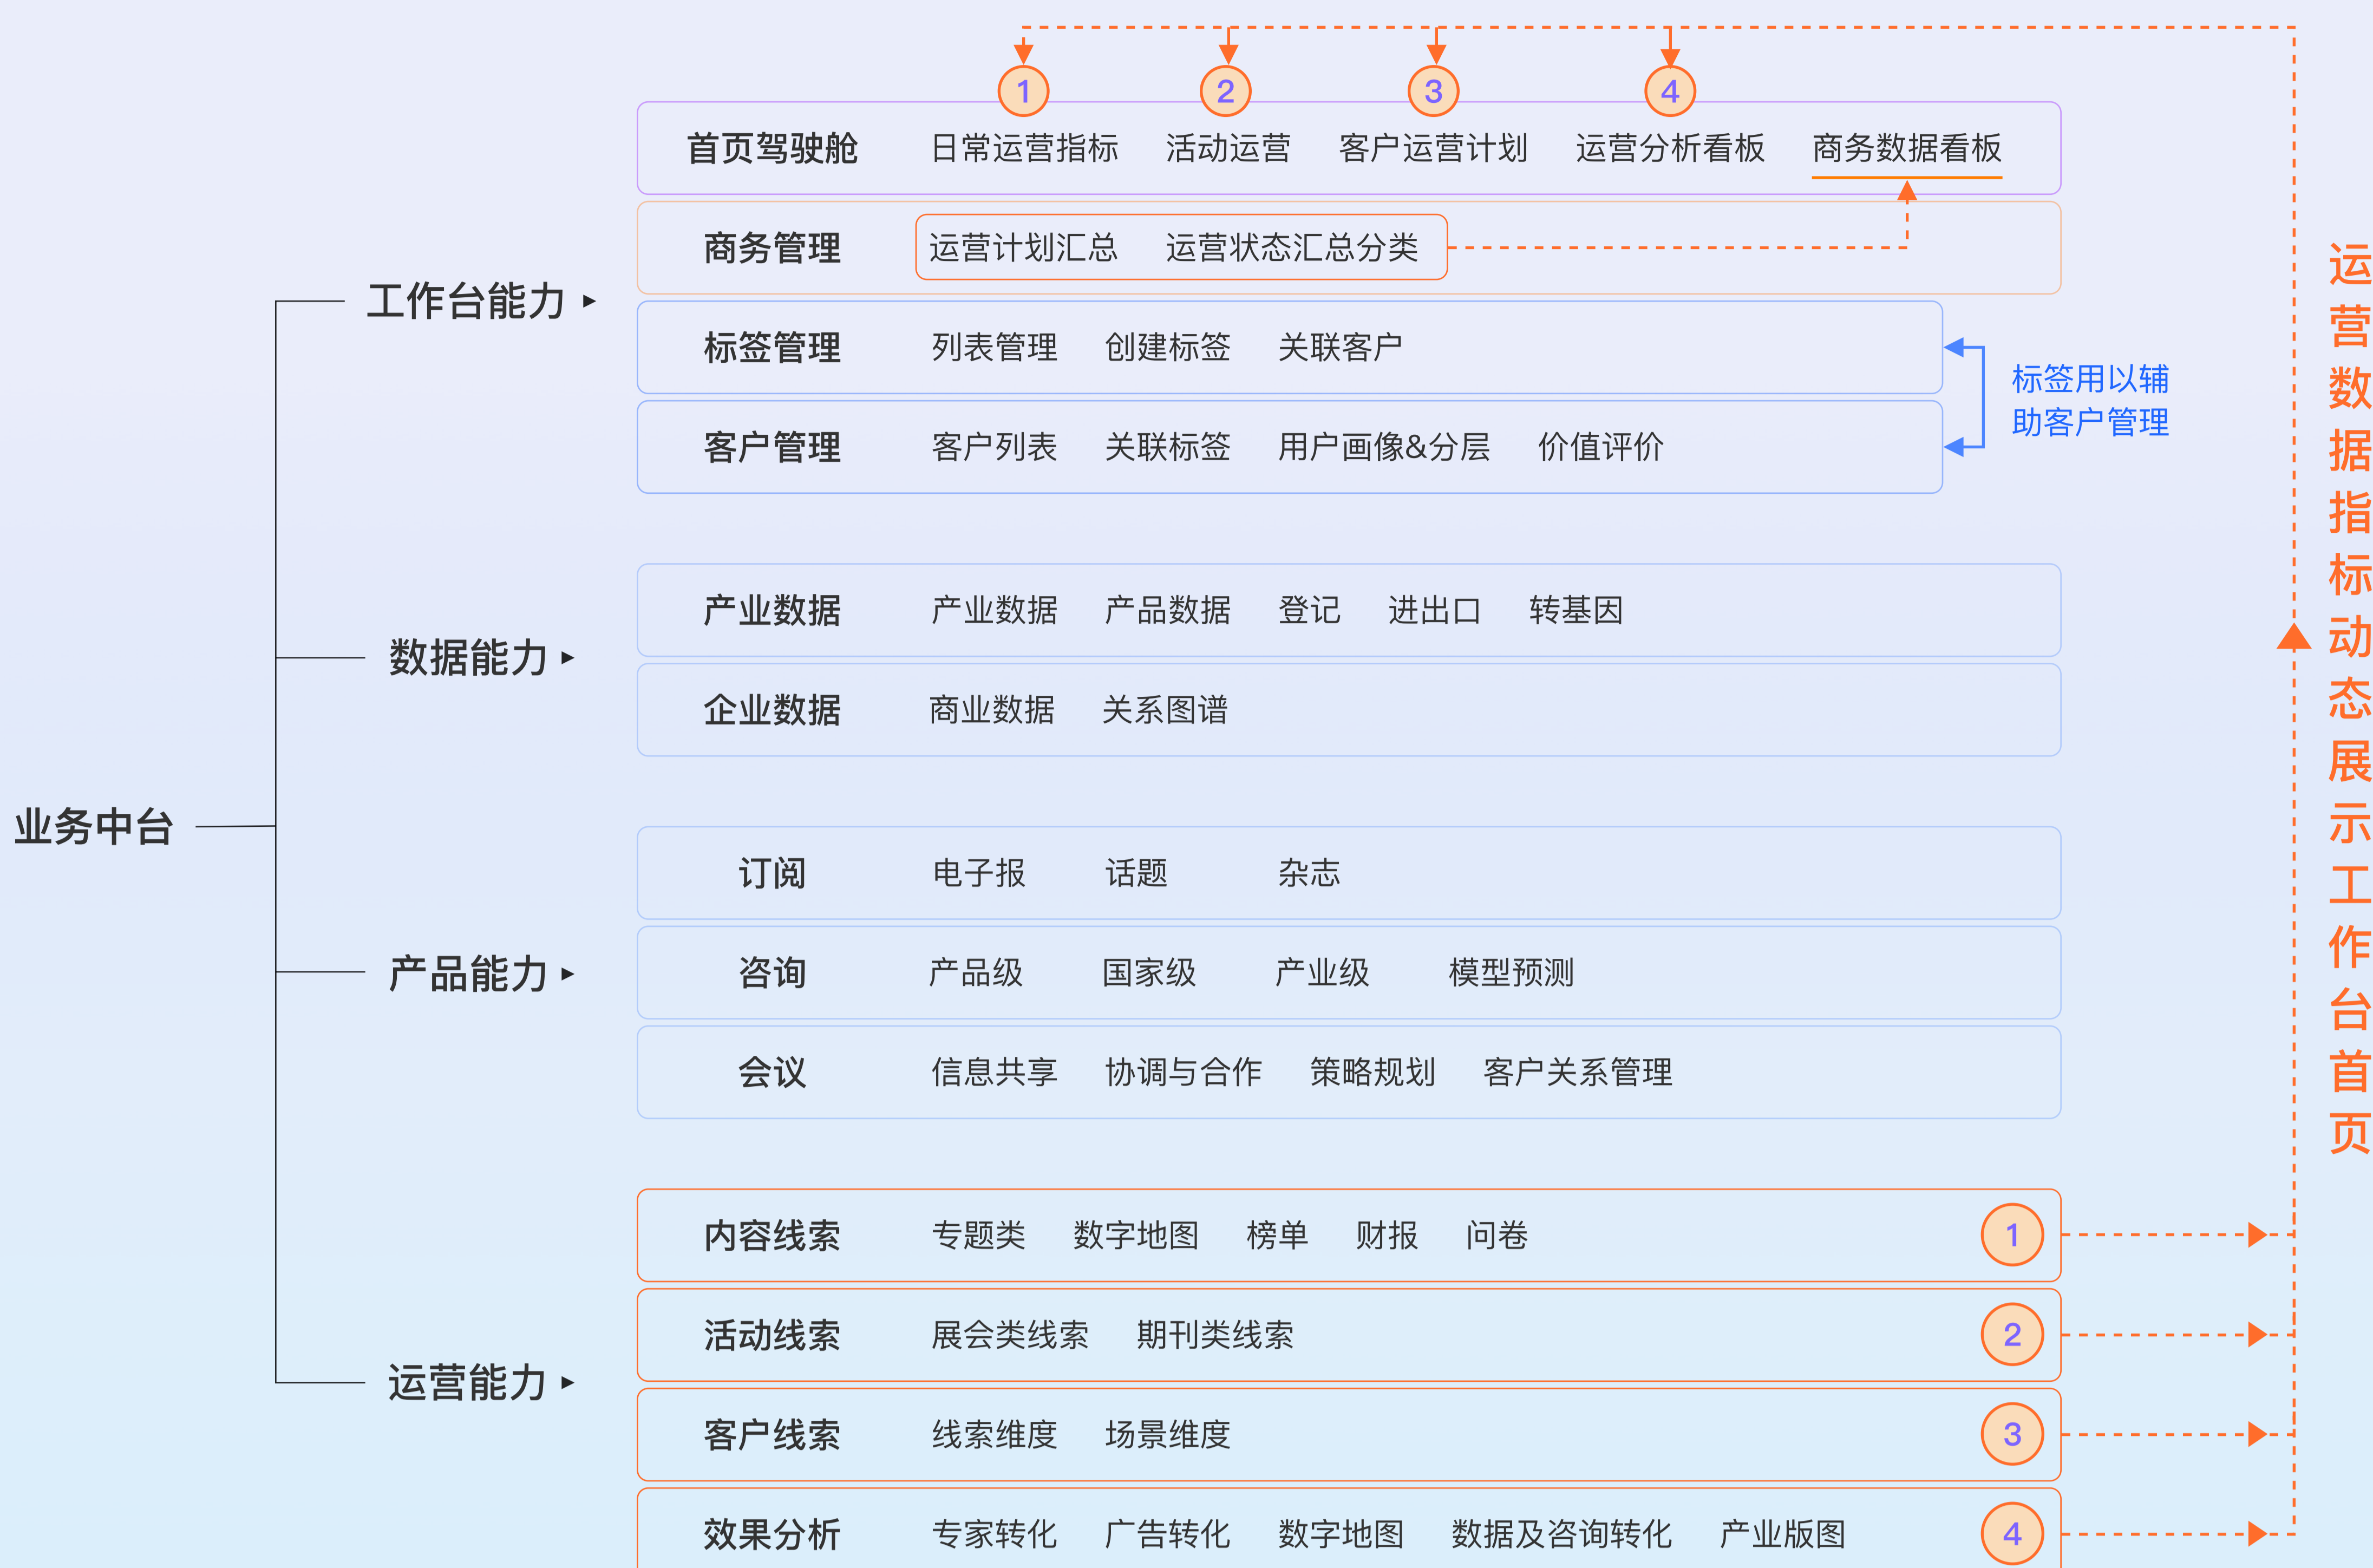 1
2
3
4
首页驾驶舱 日常运营指标 活动运营 客户运营计划 运营分析看板 商务数据看板
商务管理 运营计划汇总 运营状态汇总分类
工作台能力
标签管理 列表管理 创建标签 关联客户
标签用以辅
助客户管理
客户管理 客户列表 关联标签 用户画像&分层 价值评价
产业数据 产业数据 产品数据 登记 进出口 转基因
数据能力
企业数据 商业数据 关系图谱
业务中台
订阅 电子报 话题 杂志
产品能力
咨询 产品级 国家级 产业级 模型预测
会议 信息共享 协调与合作 策略规划 客户关系管理
内容线索 专题类 数字地图 榜单 财报 问卷 1
活动线索 展会类线索 期刊类线索 2
运营能力
客户线索 线索维度 场景维度 3
效果分析 专家转化 广告转化 数字地图 数据及咨询转化 产业版图 4
运营数据指标动态展示工作台首页